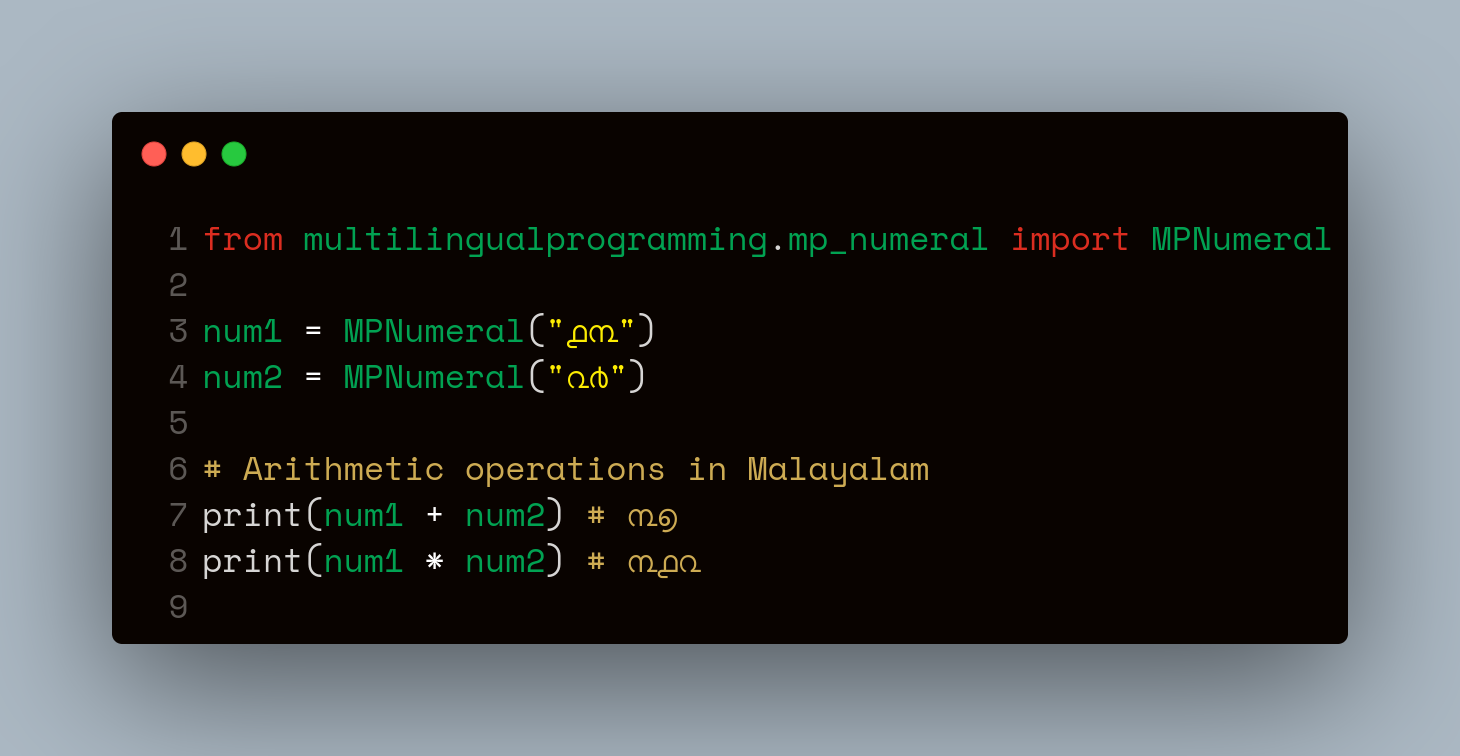 1 from multilingualprogramming.mp_numeral import MPNumeral
2
3 num1 = MPNumeral("൧൩")
4 num2 = MPNumeral("൨൪")
5
6 # Arithmetic operations in Malayalam
7 print(num1 + num2) # ൩൭
8 print(num1 * num2) # ൩൧൨
9